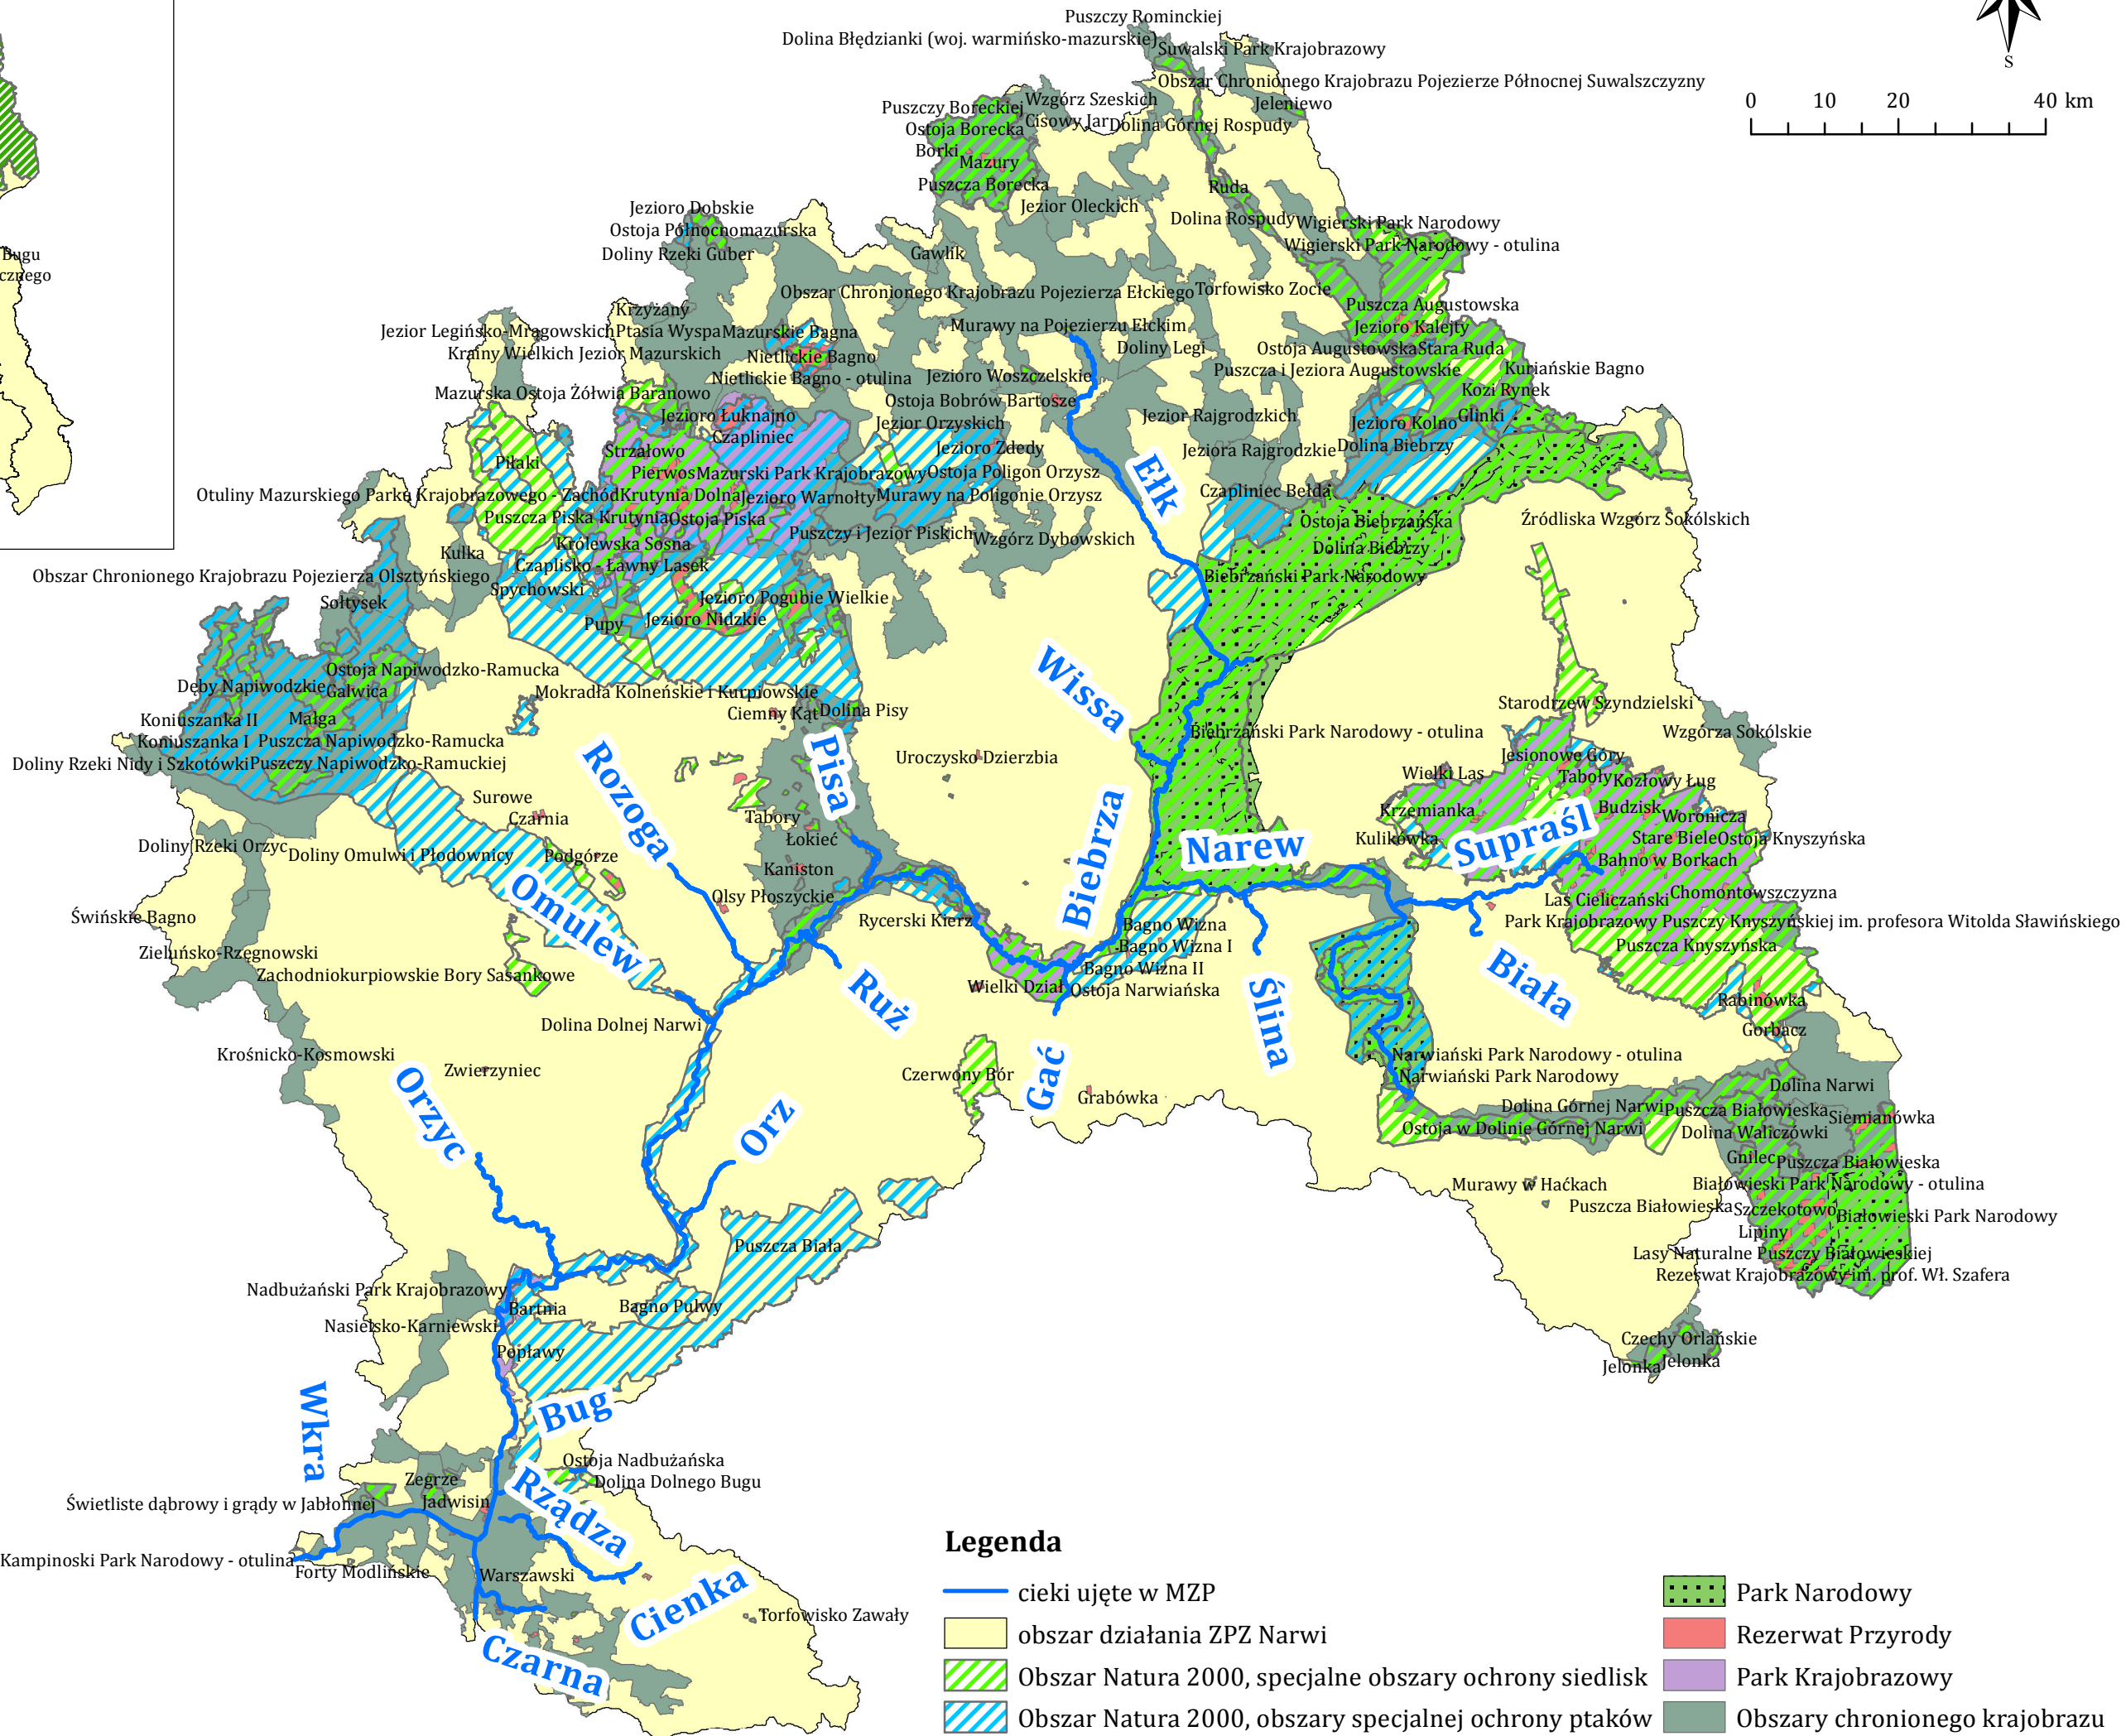 Puszczy Rominckiej
Dolina Błędzianki (woj. warmińsko-mazurskie)
Suwalski Park Krajobrazowy
S
Obszar Chronionego Krajobrazu Pojezierze Północnej Suwalszczyzny
Puszczy Boreckiej
Wzgórz Szeskich
Jeleniewo
0 10 20 40 km
Ostoja Borecka
Cisowy Jar
Dolina Górnej Rospudy
Borki
Mazury
Puszcza Borecka
Ruda
Jezioro Dobskie
Jezior Oleckich
Dolina Rospudy
Wigierski Park Narodowy
Ostoja Północnomazurska
Wigierski Park Narodowy - otulina
Bugu
cznego
Doliny Rzeki Guber
Gawlik
Obszar Chronionego Krajobrazu Pojezierza Ełckiego
Torfowisko Zocie
Krzyżany
Puszcza Augustowska
Jezior Legińsko-Mrągowskich
Ptasia Wyspa
Mazurskie Bagna
Murawy na Pojezierzu Ełckim
Jezioro Kalejty
Krainy Wielkich Jezior Mazurskich
Nietlickie Bagno
Doliny Legi
Ostoja Augustowska
Stara Ruda
Nietlickie Bagno - otulina
Jezioro Woszczelskie
Puszcza i Jeziora Augustowskie
Kuriańskie Bagno
Mazurska Ostoja Żółwia Baranowo
Ostoja Bobrów Bartosze
Kozi Rynek
Jezioro Łuknajno
Jezior Orzyskich
Jezior Rajgrodzkich
Jezioro Kolno
Glinki
Czapliniec
Strzałowo
Jezioro Zdedy
Jeziora Rajgrodzkie
Dolina Biebrzy
Piłaki
Pierwos
Mazurski Park Krajobrazowy
Ostoja Poligon Orzysz
Ełk
Otuliny Mazurskiego Parku Krajobrazowego - Zachód
Krutynia Dolna
Jezioro Warnołty
Murawy na Poligonie Orzysz
Czapliniec Bełda
Puszcza Piska
Krutynia
Ostoja Piska
Ostoja Biebrzańska
Źródliska Wzgórz Sokólskich
Puszczy i Jezior Piskich
Wzgórz Dybowskich
Królewska Sosna
Dolina Biebrzy
Kulka
Czaplisko - Ławny Lasek
Obszar Chronionego Krajobrazu Pojezierza Olsztyńskiego
Spychowski
Biebrzański Park Narodowy
Sołtysek
Jezioro Pogubie Wielkie
Pupy
Jezioro Nidzkie
Wissa
Ostoja Napiwodzko-Ramucka
Dęby Napiwodzkie
Galwica
Mokradła Kolneńskie i Kurpiowskie
Starodrzew Szyndzielski
Koniuszanka II
Małga
Ciemny Kąt
Dolina Pisy
Koniuszanka I
Puszcza Napiwodzko-Ramucka
Biebrzański Park Narodowy - otulina
Wzgórza Sokólskie
Doliny Rzeki Nidy i Szkotówki
Puszczy Napiwodzko-Ramuckiej
Rozoga
Pisa
Uroczysko Dzierzbia
Jesionowe Góry
Wielki Las
Taboły
Kozłowy Ług
Surowe
Krzemianka
Budzisk
Czarnia
Tabory
Biebrza
Woronicza
Doliny Rzeki Orzyc
Łokieć
Narew
Kulikówka
Supraśl
Stare Biele
Ostoja Knyszyńska
Doliny Omulwi i Płodownicy
Podgórze
Bahno w Borkach
Kaniston
Omulew
Olsy Płoszyckie
Chomontowszczyzna
Las Cieliczański
Świńskie Bagno
Rycerski Kierz
Bagno Wizna
Park Krajobrazowy Puszczy Knyszyńskiej im. profesora Witolda Sławińskiego
Bagno Wizna I
Puszcza Knyszyńska
Zieluńsko-Rzęgnowski
Bagno Wizna II
Zachodniokurpiowskie Bory Sasankowe
Ruż
Wielki Dział
Ostoja Narwiańska
Ślina
Biała
Rabinówka
Dolina Dolnej Narwi
Gorbacz
Krośnicko-Kosmowski
Zwierzyniec
Narwiański Park Narodowy - otulina
Czerwony Bór
Gać
Narwiański Park Narodowy
Dolina Narwi
Orzyc
Orz
Grabówka
Dolina Górnej Narwi
Puszcza Białowieska
Siemianówka
Ostoja w Dolinie Górnej Narwi
Dolina Waliczówki
Gnilec
Puszcza Białowieska
Murawy w Haćkach
Białowieski Park Narodowy - otulina
Puszcza Białowieska
Szczekotowo
Białowieski Park Narodowy
Lipiny
Puszcza Biała
Lasy Naturalne Puszczy Białowieskiej
Rezerwat Krajobrazowy im. prof. Wł. Szafera
Nadbużański Park Krajobrazowy
Bartnia
Bagno Pulwy
Nasielsko-Karniewski
Popławy
Czechy Orlańskie
Jelonka
Jelonka
Wkra
Bug
Ostoja Nadbużańska
Zegrze
Dolina Dolnego Bugu
Świetliste dąbrowy i grądy w Jabłonnej
Jadwisin
Rządza
Kampinoski Park Narodowy - otulina
Forty Modlińskie
Warszawski
Cienka
Torfowisko Zawały
Czarna
Legenda
cieki ujęte w MZP
obszar działania ZPZ Narwi
Obszar Natura 2000, specjalne obszary ochrony siedlisk
Obszar Natura 2000, obszary specjalnej ochrony ptaków
Park Narodowy
Rezerwat Przyrody
Park Krajobrazowy
Obszary chronionego krajobrazu